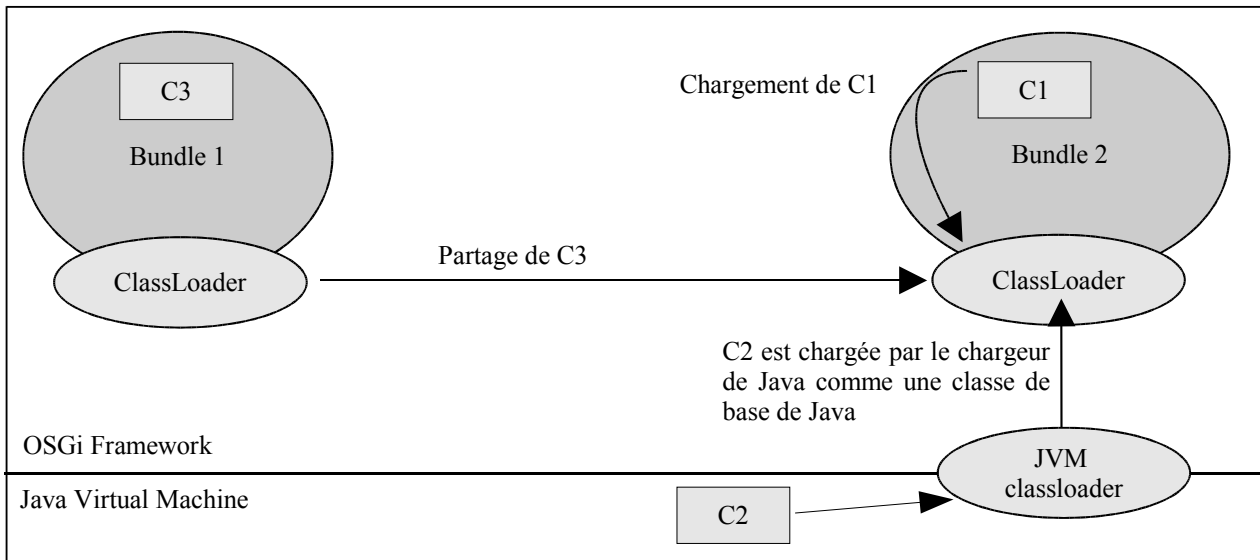 C3
Bundle 1
ClassLoader
Partage de C3
Chargement de C1
C1
Bundle 2
ClassLoader
C2 est chargée par le chargeur
de Java comme une classe de
base de Java
OSGi Framework
JVM
classloader
Java Virtual Machine
C2